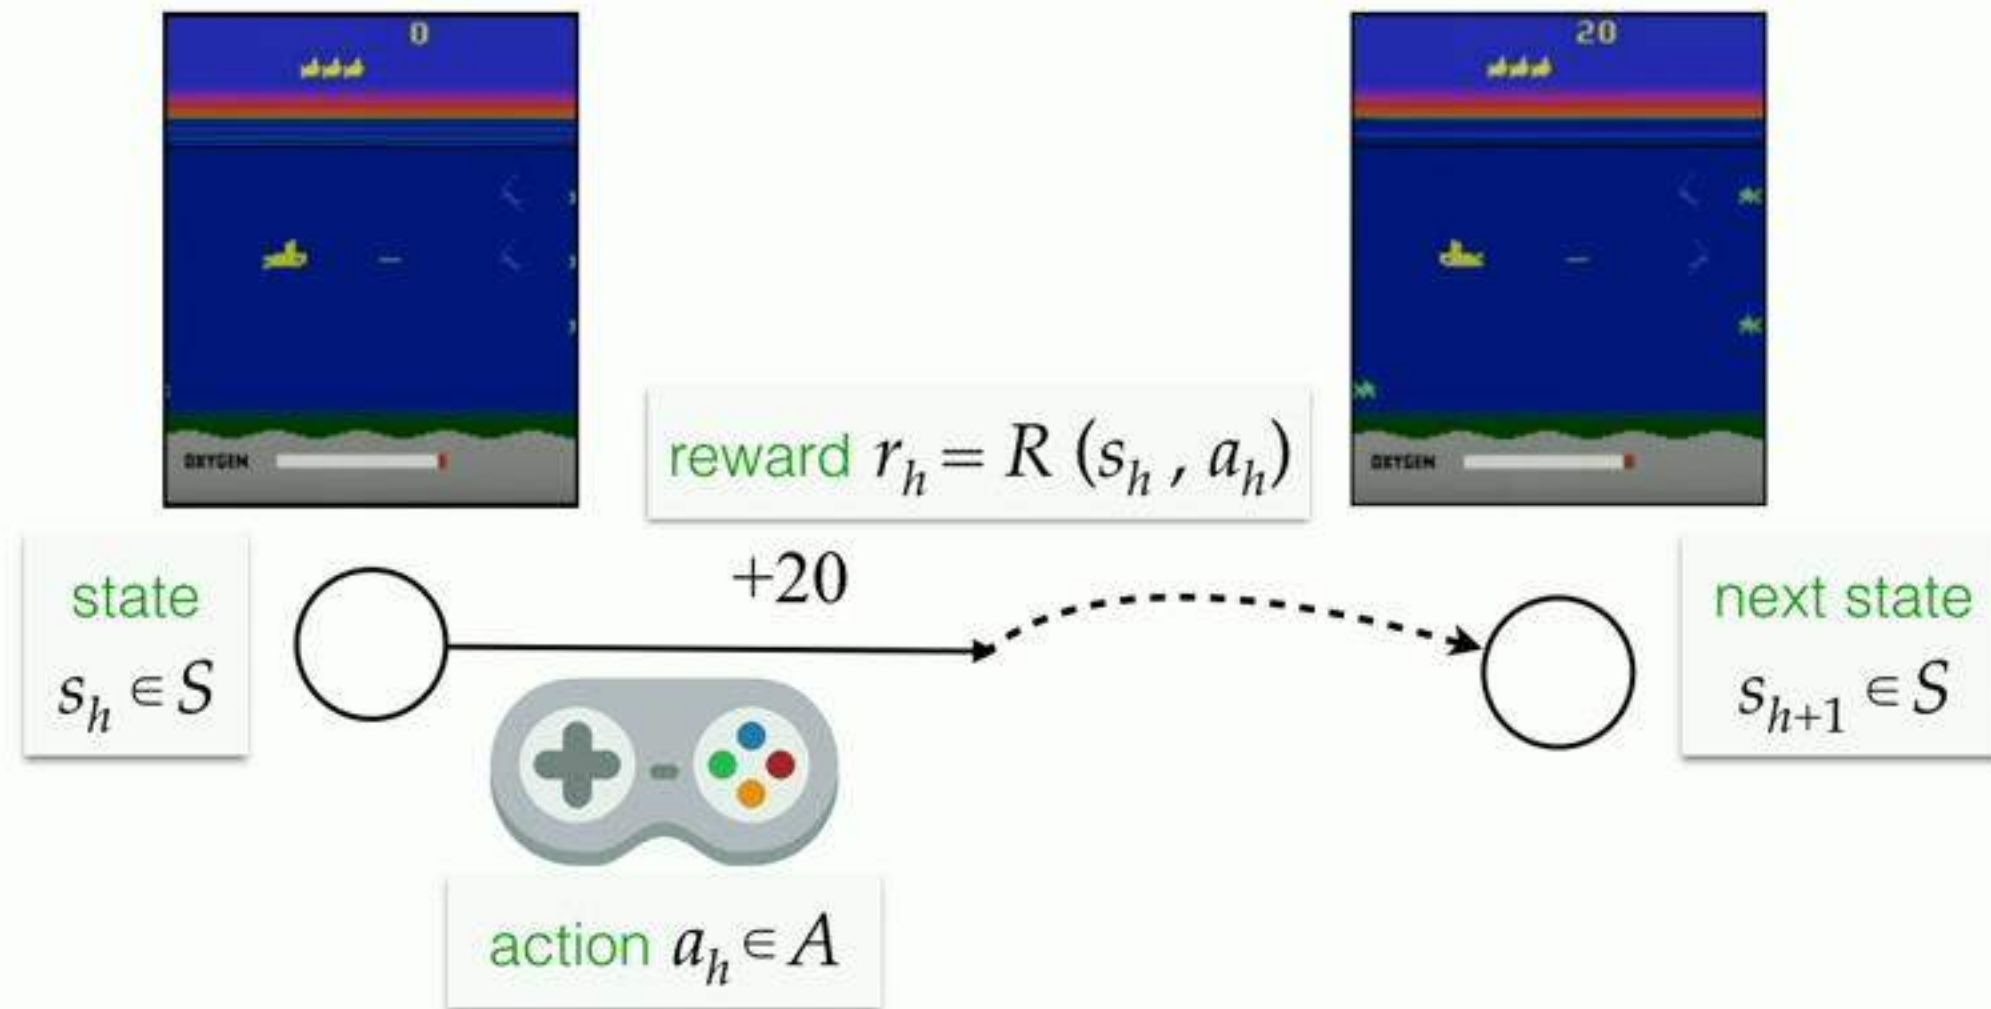 0
20
OXYGEN
OXYGEN
reward r_h = R (s_h , a_h)
+20
state
s_h ∈ S
next state
s_{h+1} ∈ S
action a_h ∈ A